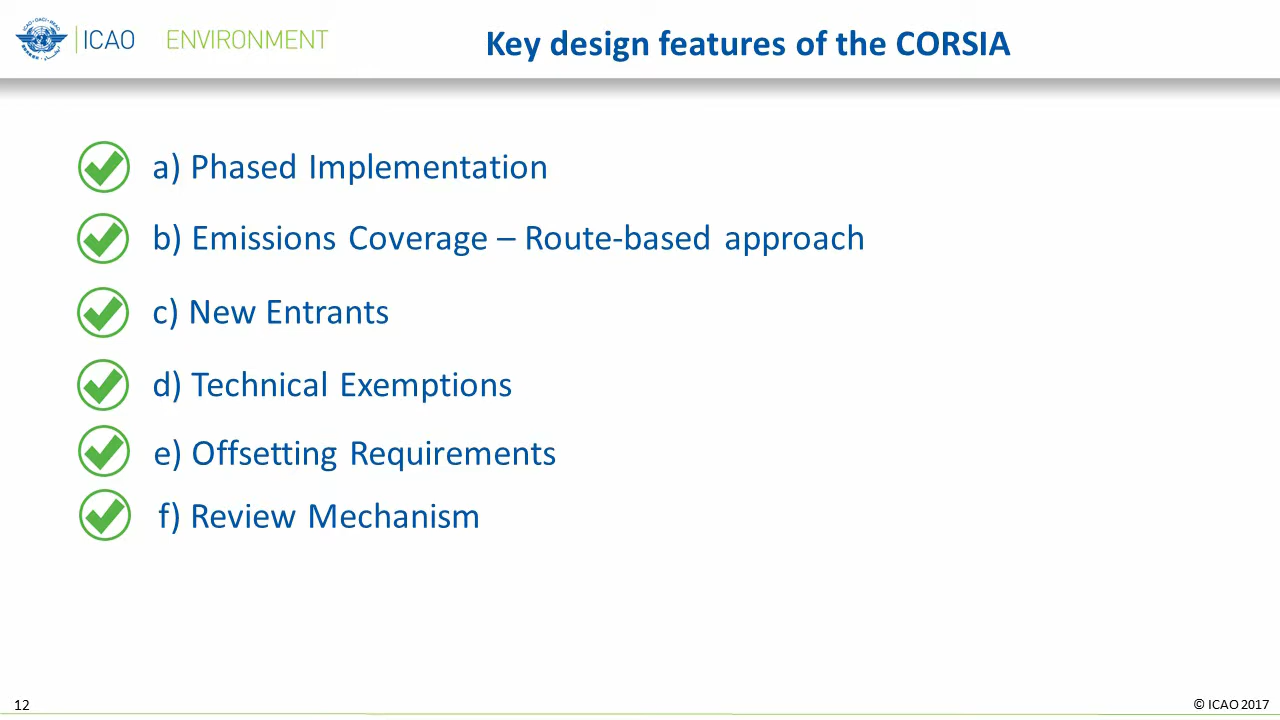 ICAO ENVIRONMENT
Key design features of the CORSIA
a) Phased Implementation
b) Emissions Coverage – Route-based approach
c) New Entrants
d) Technical Exemptions
e) Offsetting Requirements
f) Review Mechanism
12
© ICAO 2017